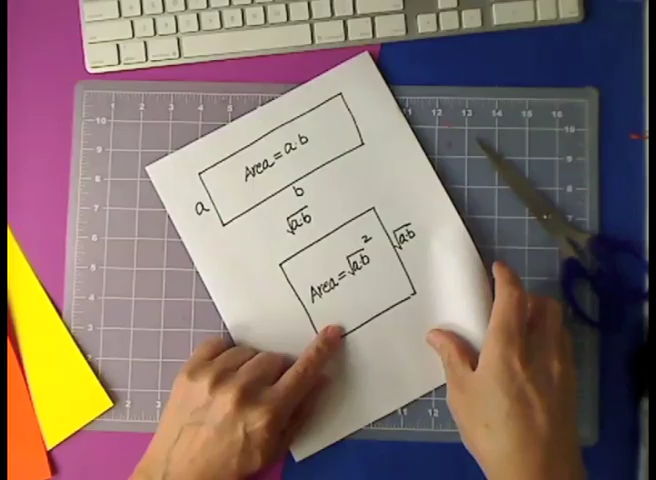 Area = a·b
a
b
√a·b
√a·b
Area = √a·b²